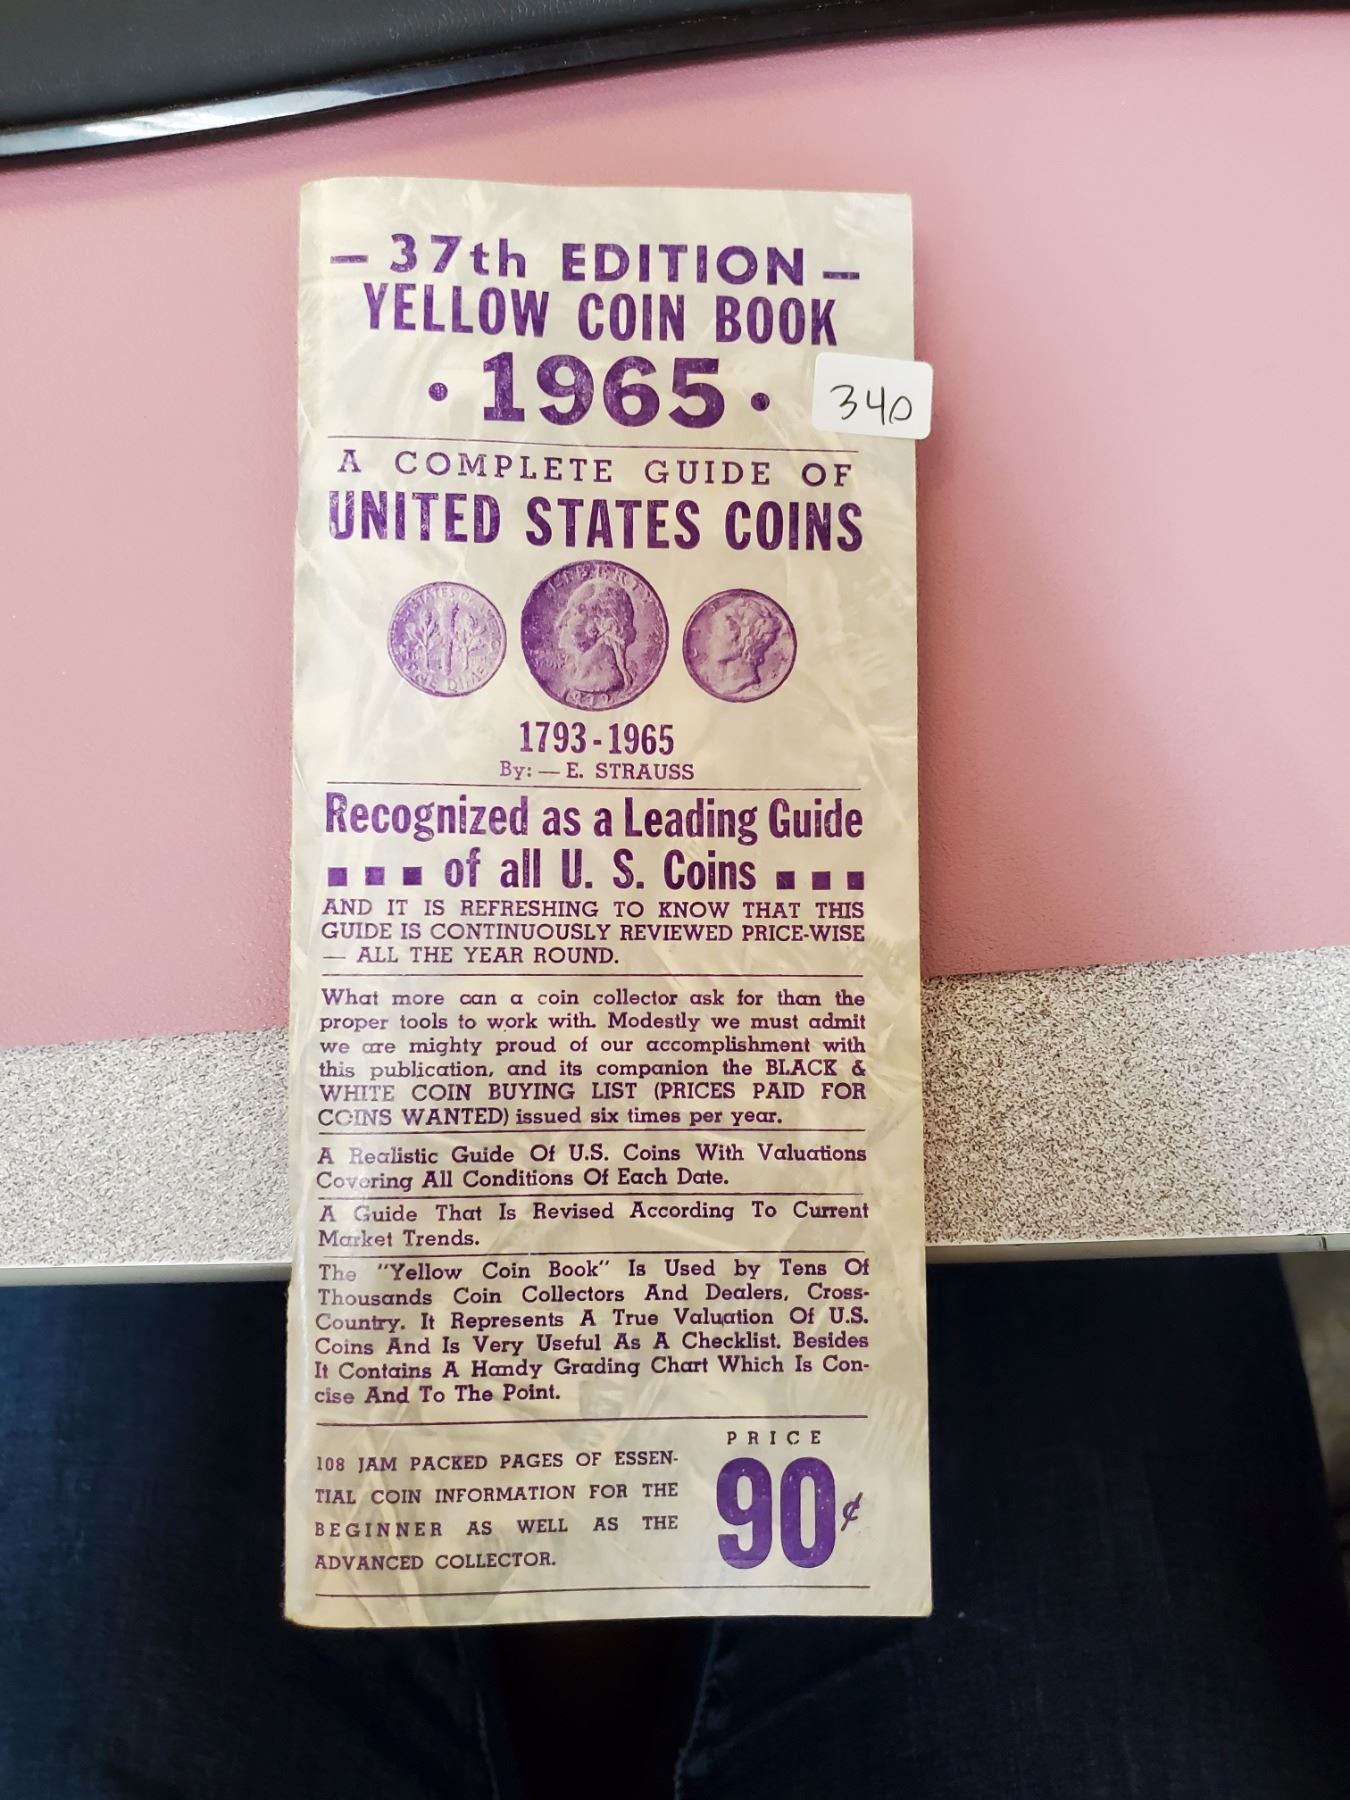 — 37th EDITION —
YELLOW COIN BOOK
• 1965 •
340
A COMPLETE GUIDE OF
UNITED STATES COINS
1793-1965
By: — E. STRAUSS
Recognized as a Leading Guide
of all U. S. Coins
AND IT IS REFRESHING TO KNOW THAT THIS
GUIDE IS CONTINUOUSLY REVIEWED PRICE-WISE
— ALL THE YEAR ROUND.
What more can a coin collector ask for than the
proper tools to work with. Modestly we must admit
we are mighty proud of our accomplishment with
this publication, and its companion the BLACK &
WHITE COIN BUYING LIST (PRICES PAID FOR
COINS WANTED) issued six times per year.
A Realistic Guide Of U.S. Coins With Valuations
Covering All Conditions Of Each Date.
A Guide That Is Revised According To Current
Market Trends.
The "Yellow Coin Book" Is Used by Tens Of
Thousands Coin Collectors And Dealers, Cross-
Country. It Represents A True Valuation Of U.S.
Coins And Is Very Useful As A Checklist. Besides
It Contains A Handy Grading Chart Which Is Con-
cise And To The Point.
108 JAM PACKED PAGES OF ESSEN-
TIAL COIN INFORMATION FOR THE
BEGINNER AS WELL AS THE
ADVANCED COLLECTOR.
PRICE
90¢